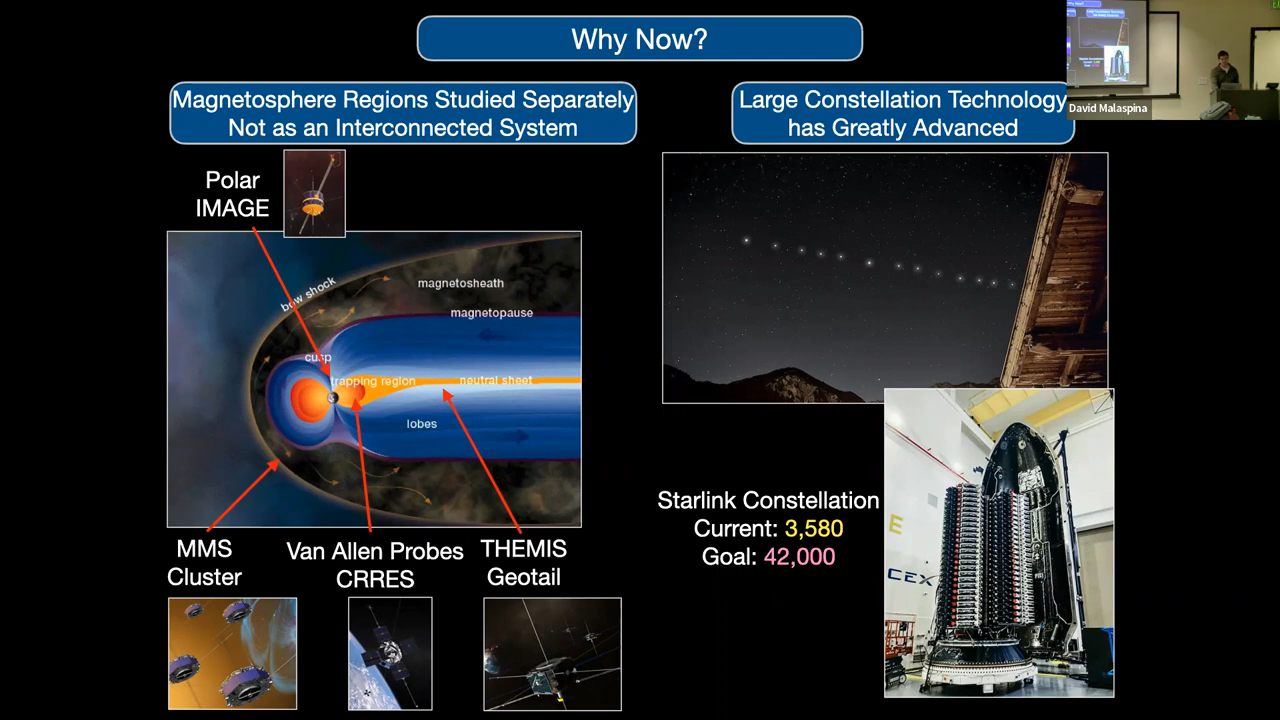 Why Now?
Magnetosphere Regions Studied Separately
Not as an Interconnected System
Large Constellation Technology
has Greatly Advanced
David Malaspina
Polar
IMAGE
bow shock
magnetosheath
magnetopause
cusp
trapping region
neutral sheet
lobes
MMS
Cluster
Van Allen Probes
CRRES
THEMIS
Geotail
Starlink Constellation
Current: 3,580
Goal: 42,000
E
CEX